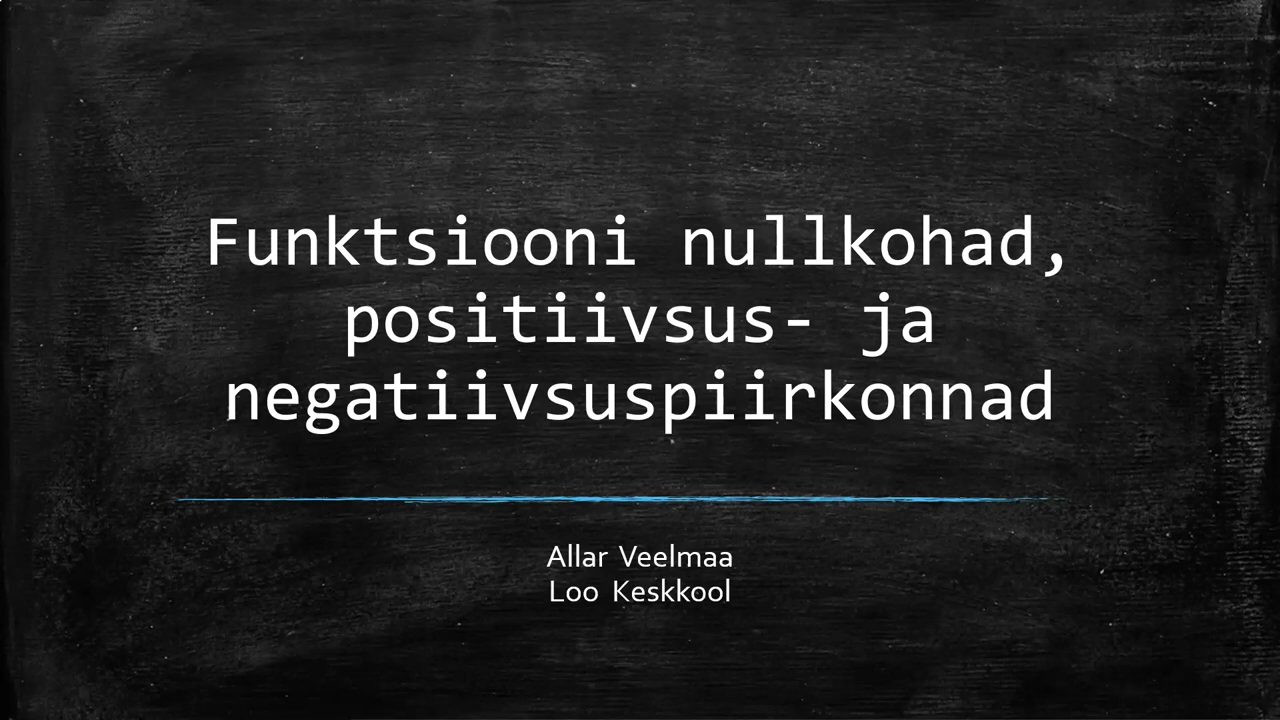 Funktsiooni nullkohad,
positiivsus- ja
negatiivsuspiirkonnad
Allar Veelmaa
Loo Keskkool